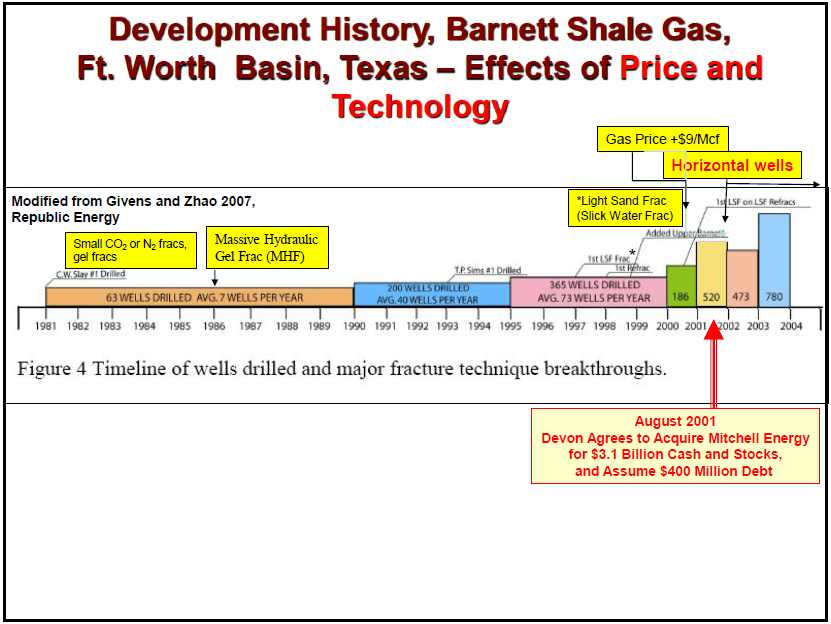 Development History, Barnett Shale Gas,
Ft. Worth Basin, Texas – Effects of Price and
Technology
Gas Price +$9/Mcf
Horizontal wells
Modified from Givens and Zhao 2007,
Republic Energy
*Light Sand Frac
(Slick Water Frac)
1st LSF on LSF Refracs
Small CO₂ or N₂ fracs,
gel fracs
Massive Hydraulic
Gel Frac (MHF)
Added Upper Barnett
1st LSF Frac *
1st Refrac
C.W. Slay #1 Drilled
T.P. Sims #1 Drilled
63 WELLS DRILLED AVG. 7 WELLS PER YEAR
200 WELLS DRILLED
AVG. 40 WELLS PER YEAR
365 WELLS DRILLED
AVG. 73 WELLS PER YEAR
186 520 473 780
1981 1982 1983 1984 1985 1986 1987 1988 1989 1990 1991 1992 1993 1994 1995 1996 1997 1998 1999 2000 2001 2002 2003 2004
Figure 4 Timeline of wells drilled and major fracture technique breakthroughs.
August 2001
Devon Agrees to Acquire Mitchell Energy
for $3.1 Billion Cash and Stocks,
and Assume $400 Million Debt